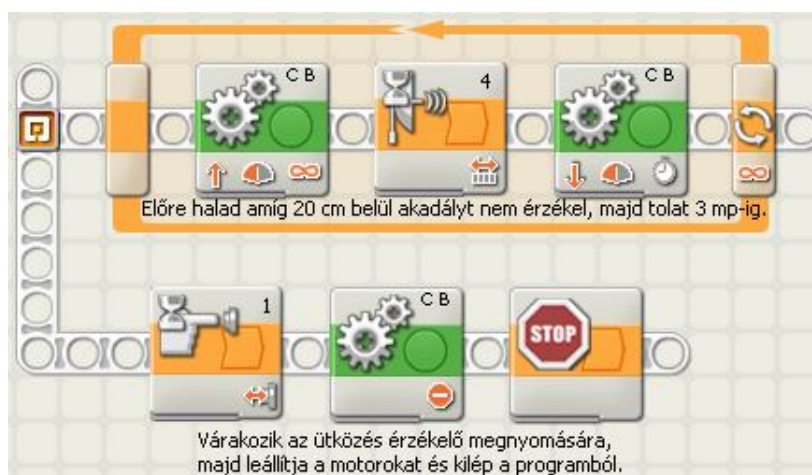 C B
4
C B
Előre halad amíg 20 cm belül akadályt nem érzékel, majd tolat 3 mp-ig.
1
C B
STOP
Várakozik az ütközés érzékelő megnyomására,
majd leállítja a motorokat és kilép a programból.